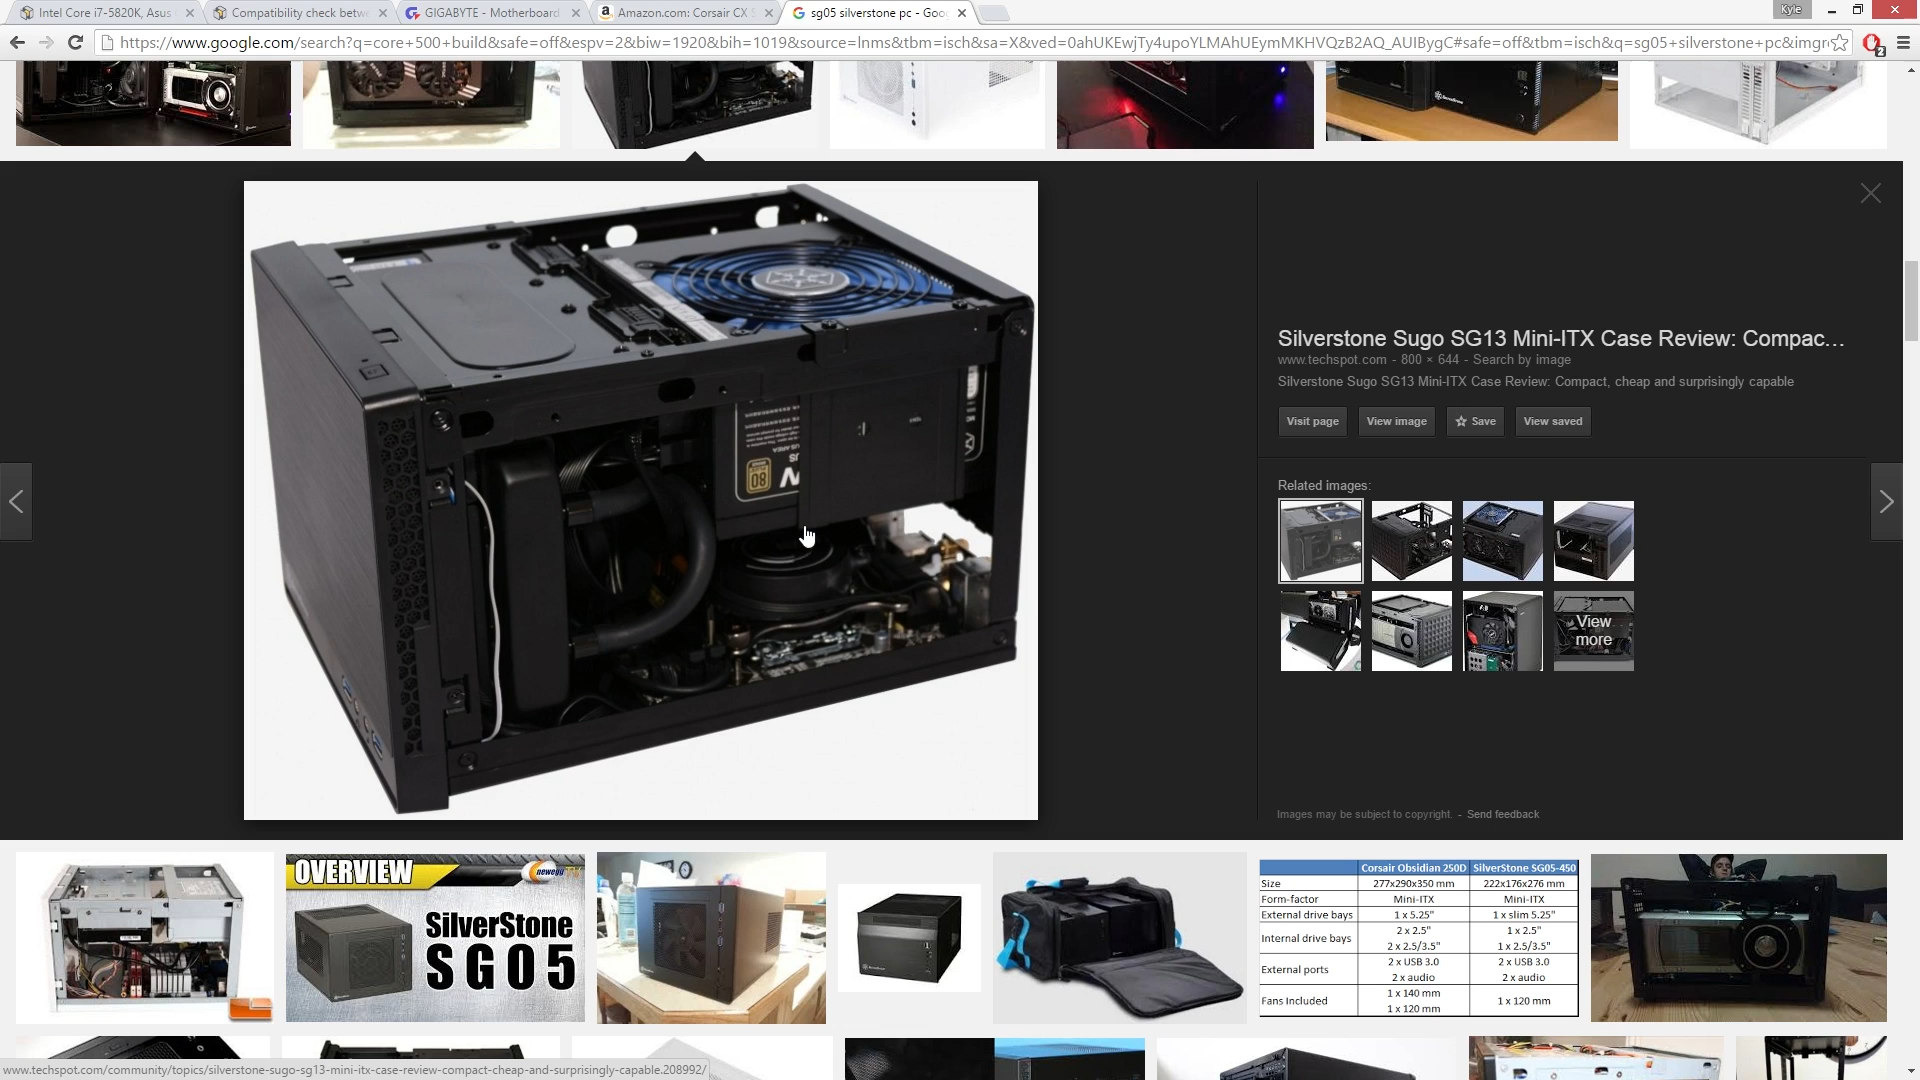 Intel Core i7-5820K, Asus
Compatibility check betwe
GIGABYTE - Motherboard
Amazon.com: Corsair CX S
sg05 silverstone pc - Goo
Kyle
https://www.google.com/search?q=core+500+build&safe=off&espv=2&biw=1920&bih=1019&source=lnms&tbm=isch&sa=X&ved=0ahUKEwjTy4upoYLMAhUEymMKHVQzB2AQ_AUIBygC#safe=off&tbm=isch&q=sg05+silverstone+pc&imgr
2
80
Silverstone Sugo SG13 Mini-ITX Case Review: Compac...
www.techspot.com - 800 × 644 - Search by image
Silverstone Sugo SG13 Mini-ITX Case Review: Compact, cheap and surprisingly capable
Visit page
View image
Save
View saved
Related images:
View more
Images may be subject to copyright. - Send feedback
OVERVIEW
newegg
SilverStone
SG05
Corsair Obsidian 250D SilverStone SG05-450
Size 277x290x350 mm 222x176x276 mm
Form-factor Mini-ITX Mini-ITX
External drive bays 1 x 5.25" 1 x slim 5.25"
Internal drive bays 2 x 2.5" 1 x 2.5"
2 x 2.5/3.5" 1 x 2.5/3.5"
External ports 2 x USB 3.0 2 x USB 3.0
2 x audio 2 x audio
Fans Included 1 x 140 mm 1 x 120 mm
1 x 120 mm
www.techspot.com/community/topics/silverstone-sugo-sg13-mini-itx-case-review-compact-cheap-and-surprisingly-capable.208992/